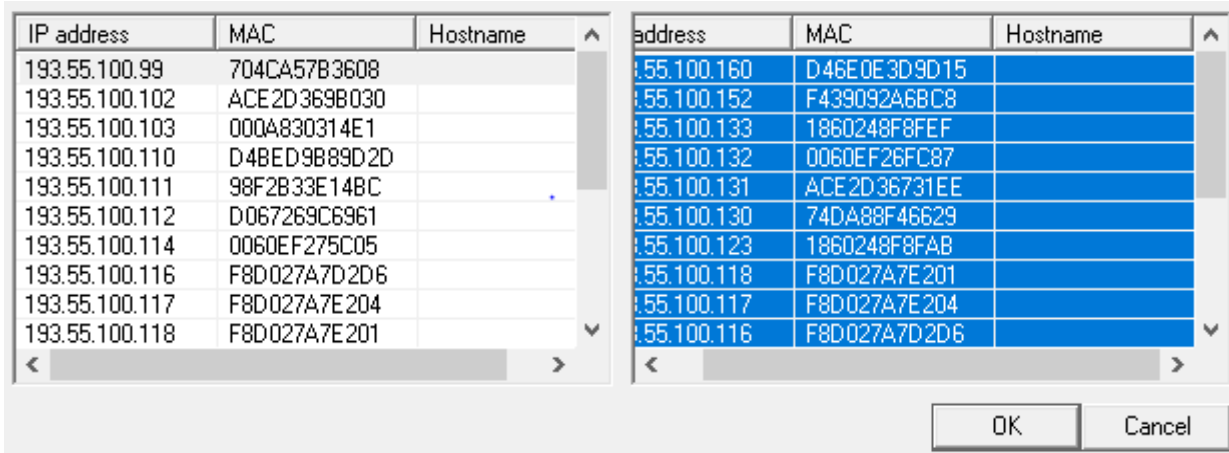 IP address MAC Hostname
193.55.100.99 704CA57B3608
193.55.100.102 ACE2D369B030
193.55.100.103 000A830314E1
193.55.100.110 D4BED9B89D2D
193.55.100.111 98F2B33E14BC
193.55.100.112 D067269C6961
193.55.100.114 0060EF275C05
193.55.100.116 F8D027A7D2D6
193.55.100.117 F8D027A7E204
193.55.100.118 F8D027A7E201
address MAC Hostname
.55.100.160 D46E0E3D9D15
.55.100.152 F439092A6BC8
.55.100.133 1860248F8FEF
.55.100.132 0060EF26FC87
.55.100.131 ACE2D36731EE
.55.100.130 74DA88F46629
.55.100.123 1860248F8FAB
.55.100.118 F8D027A7E201
.55.100.117 F8D027A7E204
.55.100.116 F8D027A7D2D6
OK Cancel